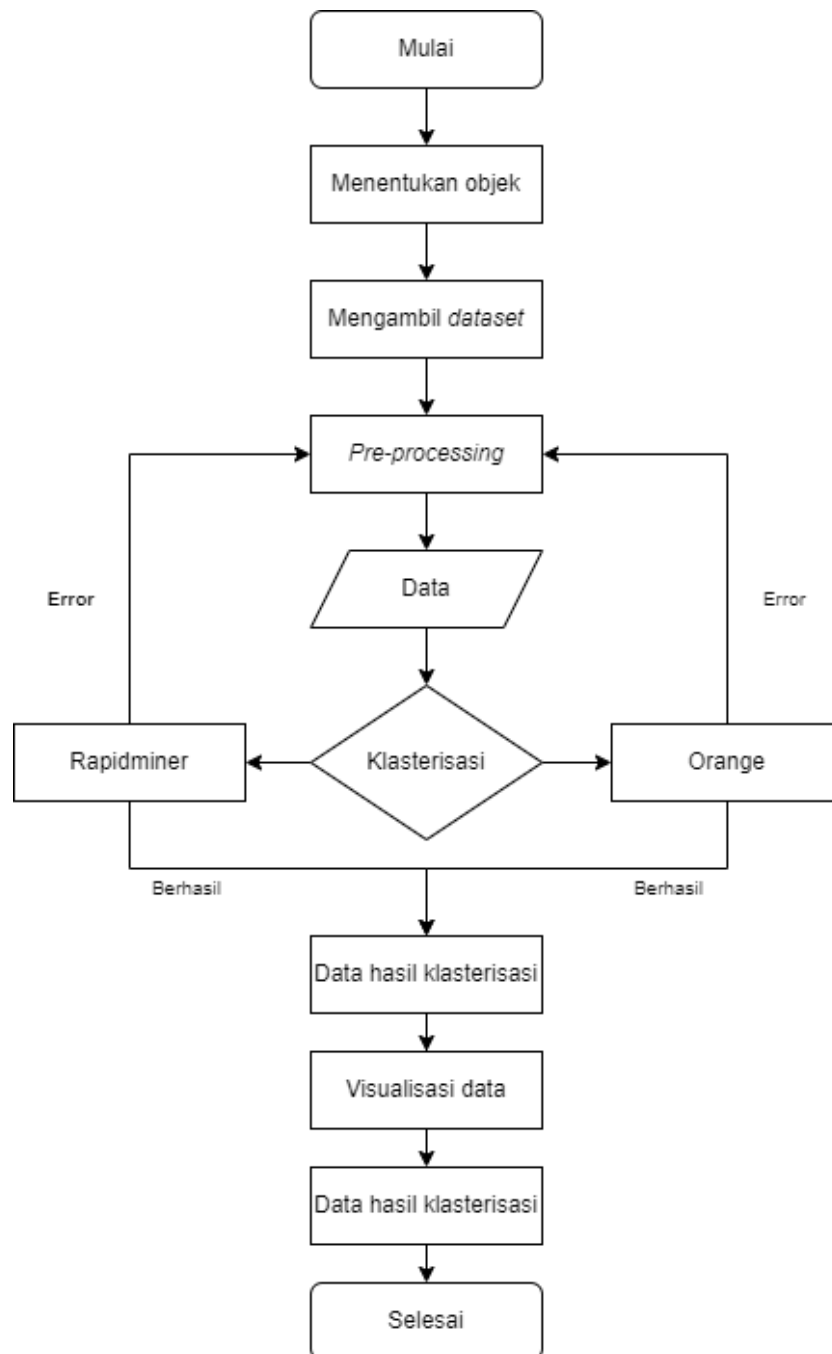 Mulai
Menentukan objek
Mengambil dataset
Pre-processing
Data
Error
Error
Rapidminer
Klasterisasi
Orange
Berhasil
Berhasil
Data hasil klasterisasi
Visualisasi data
Data hasil klasterisasi
Selesai